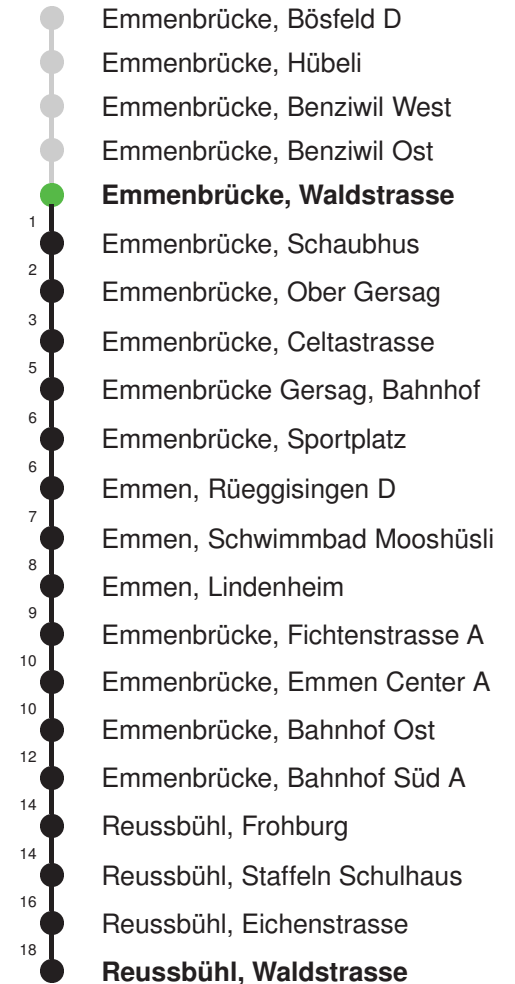 Emmenbrücke, Bösfeld D
Emmenbrücke, Hübeli
Emmenbrücke, Benziwil West
Emmenbrücke, Benziwil Ost
Emmenbrücke, Waldstrasse
1 Emmenbrücke, Schaubhus
2 Emmenbrücke, Ober Gersag
3 Emmenbrücke, Celtastrasse
5 Emmenbrücke Gersag, Bahnhof
6 Emmenbrücke, Sportplatz
6 Emmen, Rüeggisingen D
7 Emmen, Schwimmbad Mooshüsli
8 Emmen, Lindenheim
9 Emmenbrücke, Fichtenstrasse A
10 Emmenbrücke, Emmen Center A
10 Emmenbrücke, Bahnhof Ost
12 Emmenbrücke, Bahnhof Süd A
14 Reussbühl, Frohburg
14 Reussbühl, Staffeln Schulhaus
16 Reussbühl, Eichenstrasse
18 Reussbühl, Waldstrasse